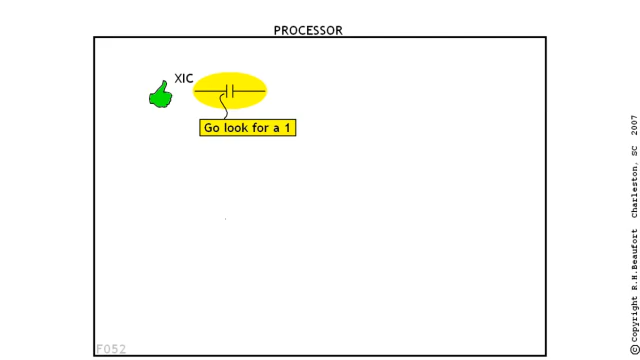 PROCESSOR
XIC
Go look for a 1
F052
© Copyright R.H.Beaufort Charleston, SC 2007